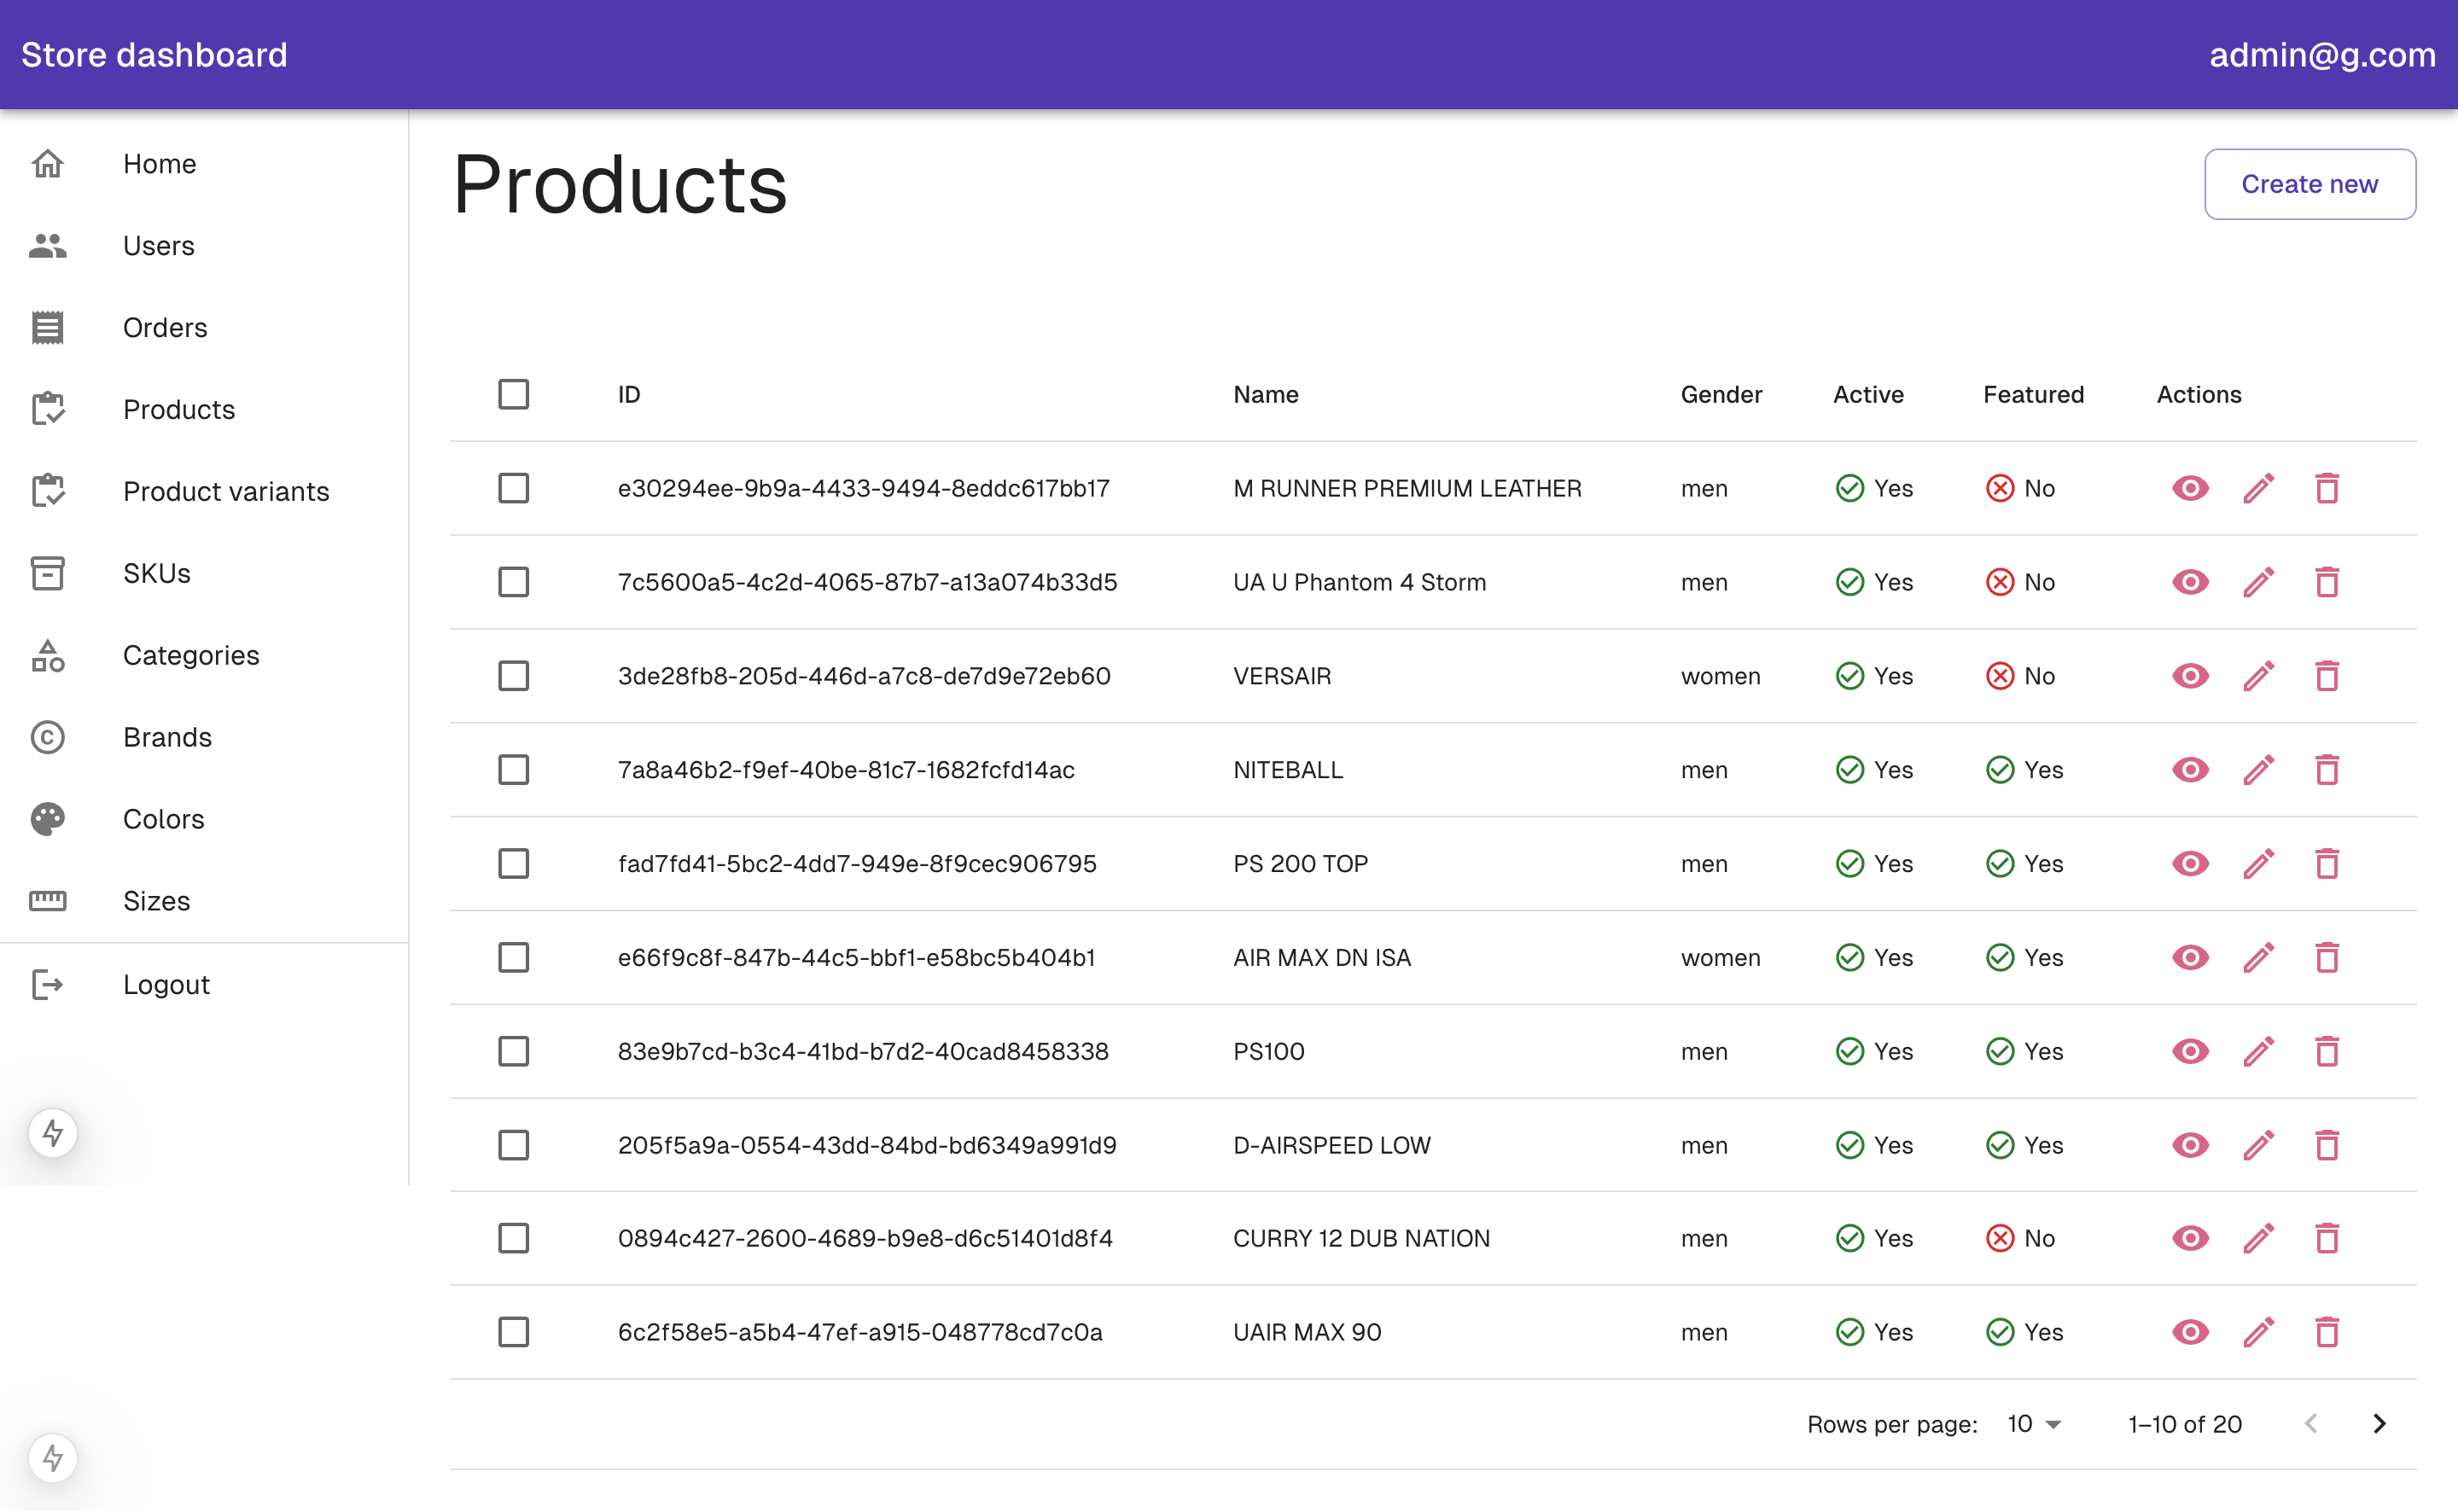 Store dashboard
admin@g.com
Home
Users
Orders
Products
Product variants
SKUs
Categories
Brands
Colors
Sizes
Logout
Products
Create new
ID Name Gender Active Featured Actions
e30294ee-9b9a-4433-9494-8eddc617bb17 M RUNNER PREMIUM LEATHER men Yes No
7c5600a5-4c2d-4065-87b7-a13a074b33d5 UA U Phantom 4 Storm men Yes No
3de28fb8-205d-446d-a7c8-de7d9e72eb60 VERSAIR women Yes No
7a8a46b2-f9ef-40be-81c7-1682fcfd14ac NITEBALL men Yes Yes
fad7fd41-5bc2-4dd7-949e-8f9cec906795 PS 200 TOP men Yes Yes
e66f9c8f-847b-44c5-bbf1-e58bc5b404b1 AIR MAX DN ISA women Yes Yes
83e9b7cd-b3c4-41bd-b7d2-40cad8458338 PS100 men Yes Yes
205f5a9a-0554-43dd-84bd-bd6349a991d9 D-AIRSPEED LOW men Yes Yes
0894c427-2600-4689-b9e8-d6c51401d8f4 CURRY 12 DUB NATION men Yes No
6c2f58e5-a5b4-47ef-a915-048778cd7c0a UAIR MAX 90 men Yes Yes
Rows per page: 10 1–10 of 20